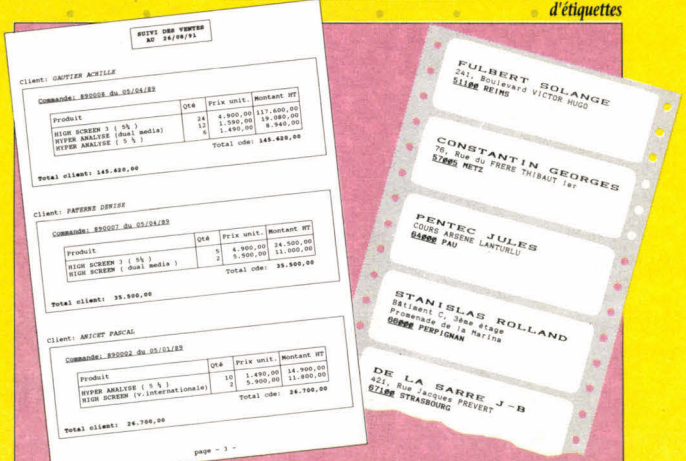 d'étiquettes
SUIVI DES VENTES
AU 26/06/91
Client: GAUTIER ACHILLE
Commande: 890008 du 05/04/89
Produit Qté Prix unit. Montant HT
HIGH SCREEN 3 ( 5¼ ) 24 4.900,00 117.600,00
HYPER ANALYSE (dual media) 12 1.590,00 19.080,00
HYPER ANALYSE ( 5 ¼ ) 6 1.490,00 8.940,00
Total cde: 145.620,00
Total client: 145.620,00
Client: PATERNE DENISE
Commande: 890007 du 05/04/89
Produit Qté Prix unit. Montant HT
HIGH SCREEN 3 ( 5¼ ) 5 4.900,00 24.500,00
HIGH SCREEN ( dual media ) 2 5.500,00 11.000,00
Total cde: 35.500,00
Total client: 35.500,00
Client: ANICET PASCAL
Commande: 890002 du 05/01/89
Produit Qté Prix unit. Montant HT
HYPER ANALYSE ( 5 ¼ ) 10 1.490,00 14.900,00
HIGH SCREEN (v.internationale) 2 5.900,00 11.800,00
Total cde: 26.700,00
Total client: 26.700,00
page - 3 -
FULBERT SOLANGE
241, Boulevard VICTOR HUGO
51100 REIMS
CONSTANTIN GEORGES
76, Rue du FRERE THIBAUT 1er
57005 METZ
PENTEC JULES
COURS ARSENE LANTURLU
64000 PAU
STANISLAS ROLLAND
Bâtiment C, 3ème étage
Promenade de la Marina
66000 PERPIGNAN
DE LA SARRE J-B
421, Rue Jacques PREVERT
67100 STRASBOURG